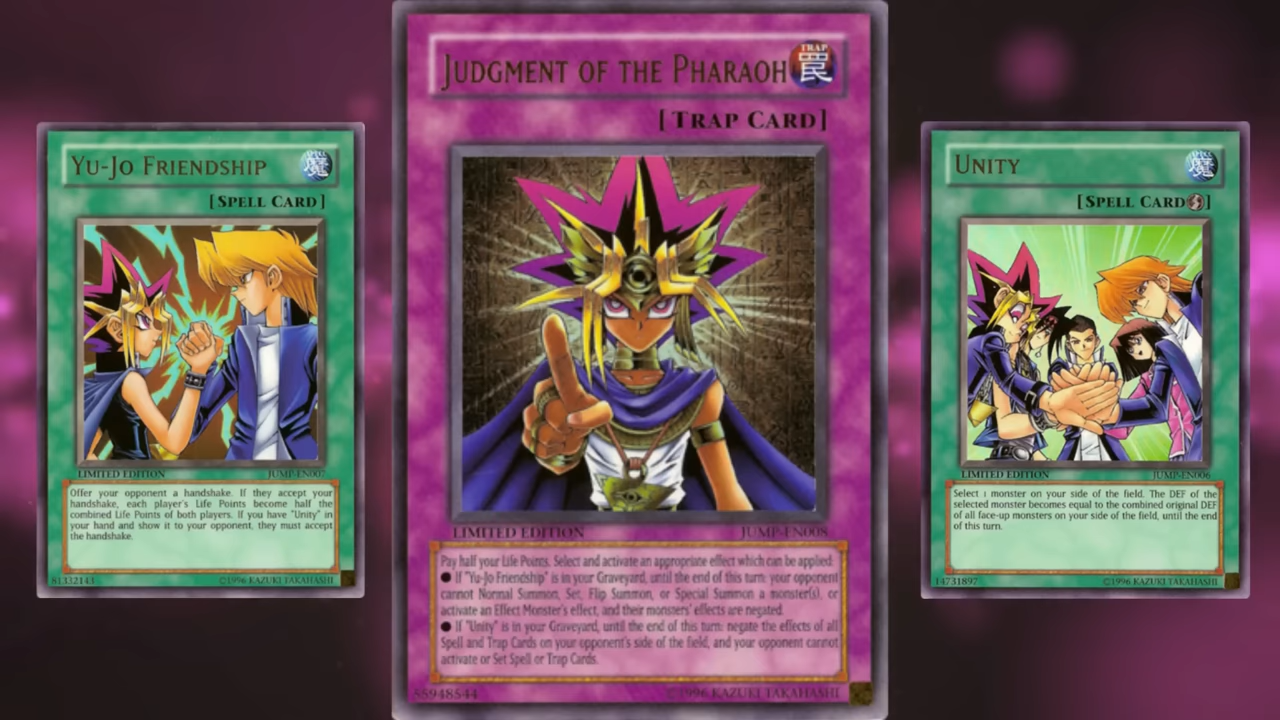 YU-JO FRIENDSHIP
[SPELL CARD]
LIMITED EDITION JUMP-EN007
Offer your opponent a handshake. If they accept your
handshake, each player's Life Points become half the
combined Life Points of both players. If you have "Unity" in
your hand and show it to your opponent, they must accept
the handshake.
81332143 ©1996 KAZUKI TAKAHASHI
JUDGMENT OF THE PHARAOH
TRAP
罠
[TRAP CARD]
LIMITED EDITION JUMP-EN008
Pay half your Life Points. Select and activate an appropriate effect which can be applied:
● If "Yu-Jo Friendship" is in your Graveyard, until the end of this turn: your opponent
cannot Normal Summon, Set, Flip Summon, or Special Summon a monster(s), or
activate an Effect Monster's effect, and their monsters' effects are negated.
● If "Unity" is in your Graveyard, until the end of this turn: negate the effects of all
Spell and Trap Cards on your opponent's side of the field, and your opponent cannot
activate or Set Spell or Trap Cards.
55948544 ©1996 KAZUKI TAKAHASHI
UNITY
[SPELL CARD]
LIMITED EDITION JUMP-EN006
Select 1 monster on your side of the field. The DEF of the
selected monster becomes equal to the combined original DEF
of all face-up monsters on your side of the field, until the end
of this turn.
14731897 ©1996 KAZUKI TAKAHASHI